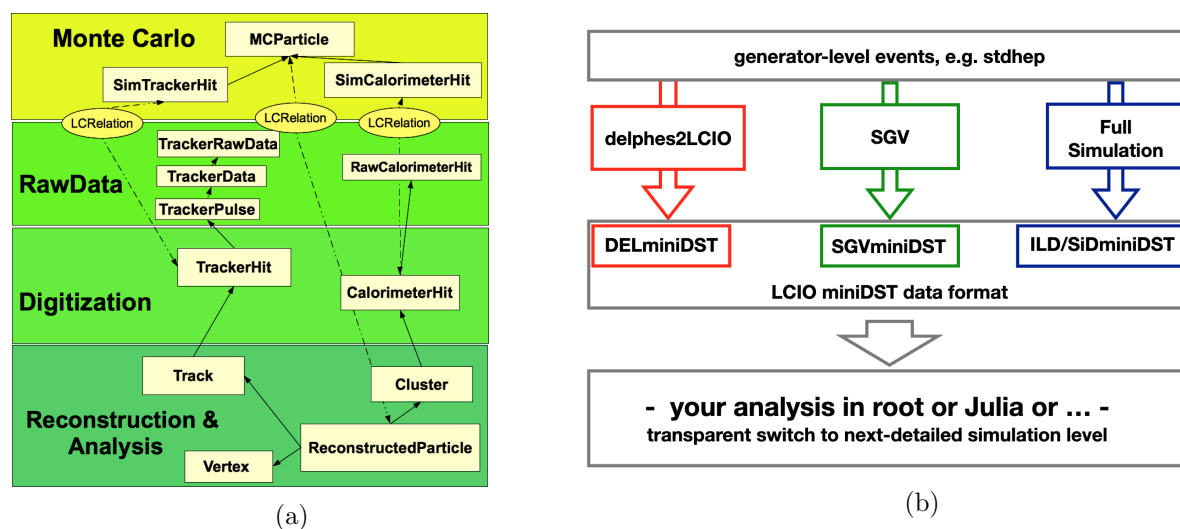 Monte Carlo
MCParticle
SimTrackerHit
SimCalorimeterHit
LCRelation
LCRelation
LCRelation
RawData
TrackerRawData
TrackerData
TrackerPulse
RawCalorimeterHit
Digitization
TrackerHit
CalorimeterHit
Reconstruction &
Analysis
Track
Cluster
ReconstructedParticle
Vertex
(a)
generator-level events, e.g. stdhep
delphes2LCIO
SGV
Full
Simulation
DELminiDST
SGVminiDST
ILD/SiDminiDST
LCIO miniDST data format
- your analysis in root or Julia or ... -
transparent switch to next-detailed simulation level
(b)